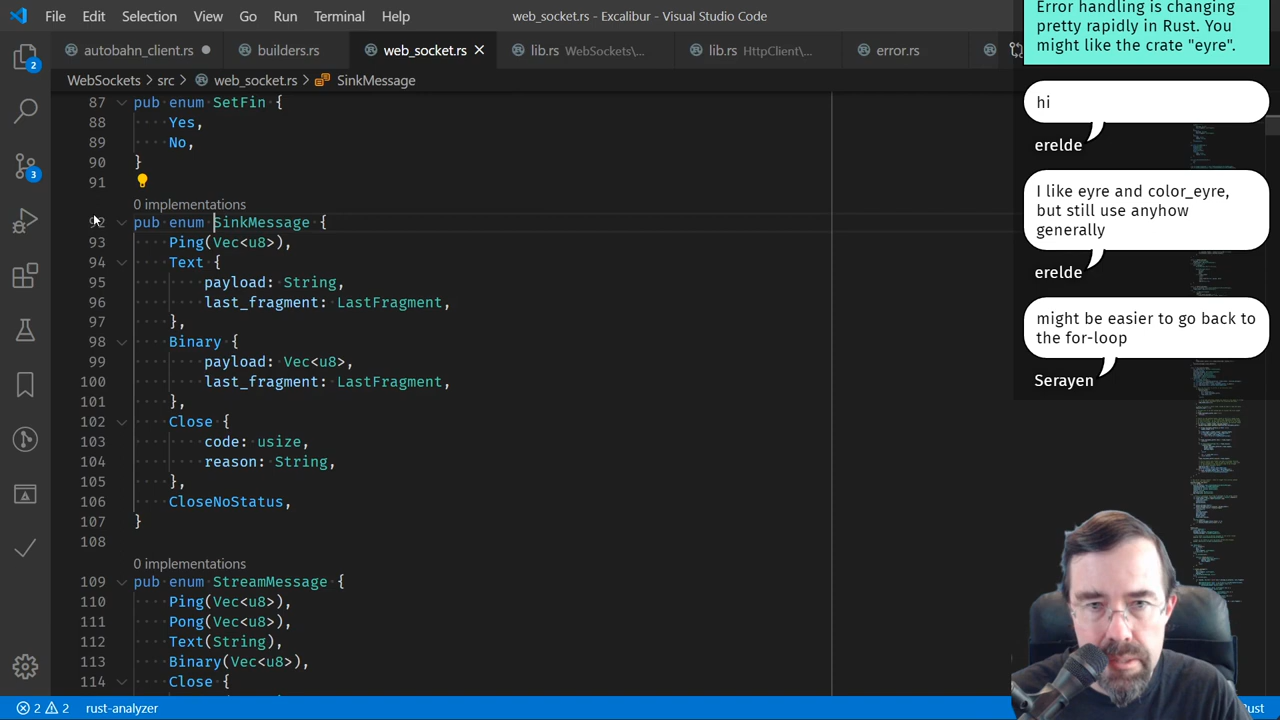 File Edit Selection View Go Run Terminal Help
web_socket.rs - Excalibur - Visual Studio Code
autobahn_client.rs
builders.rs
web_socket.rs
lib.rs WebSockets\...
lib.rs HttpClient\...
error.rs
WebSockets > src > web_socket.rs > SinkMessage
87 pub enum SetFin {
88 Yes,
89 No,
90 }
91
0 implementations
92 pub enum SinkMessage {
93 Ping(Vec<u8>),
94 Text {
95 payload: String,
96 last_fragment: LastFragment,
97 },
98 Binary {
99 payload: Vec<u8>,
100 last_fragment: LastFragment,
101 },
102 Close {
103 code: usize,
104 reason: String,
105 },
106 CloseNoStatus,
107 }
108
0 implementations
109 pub enum StreamMessage {
110 Ping(Vec<u8>),
111 Pong(Vec<u8>),
112 Text(String),
113 Binary(Vec<u8>),
114 Close {
2
3
2 2 rust-analyzer
Rust
Error handling is changing
pretty rapidly in Rust. You
might like the crate "eyre".
hi
erelde
I like eyre and color_eyre,
but still use anyhow
generally
erelde
might be easier to go back to
the for-loop
Serayen